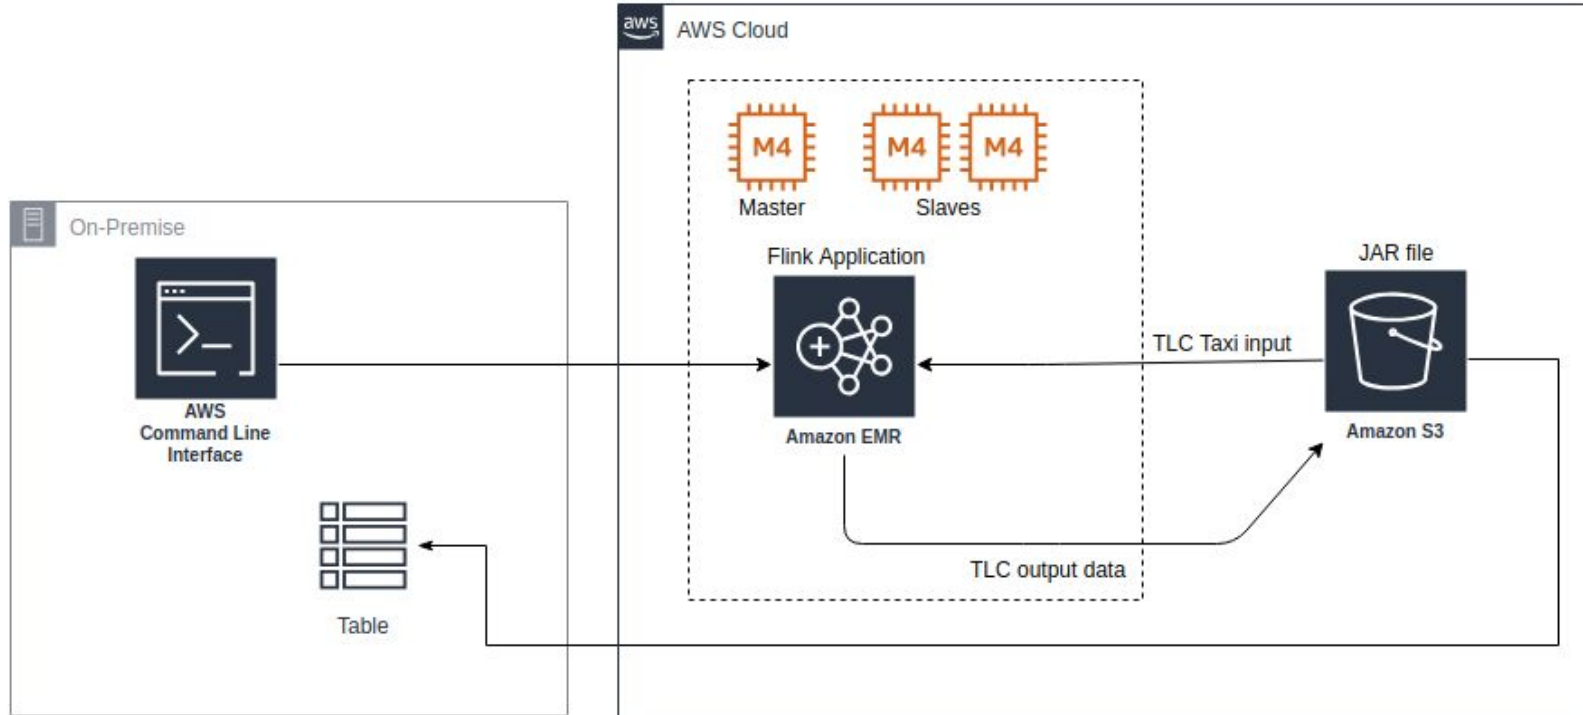 aws
AWS Cloud
M4
M4
M4
Master
Slaves
On-Premise
Flink Application
JAR file
TLC Taxi input
AWS
Command Line
Interface
Amazon EMR
Amazon S3
TLC output data
Table